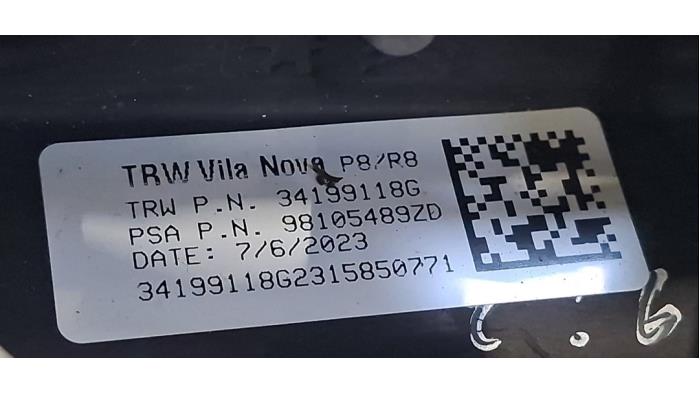 TRW Vila Nova P8/R8
TRW P.N. 34199118G
PSA P.N. 98105489ZD
DATE: 7/6/2023
34199118G2315850771